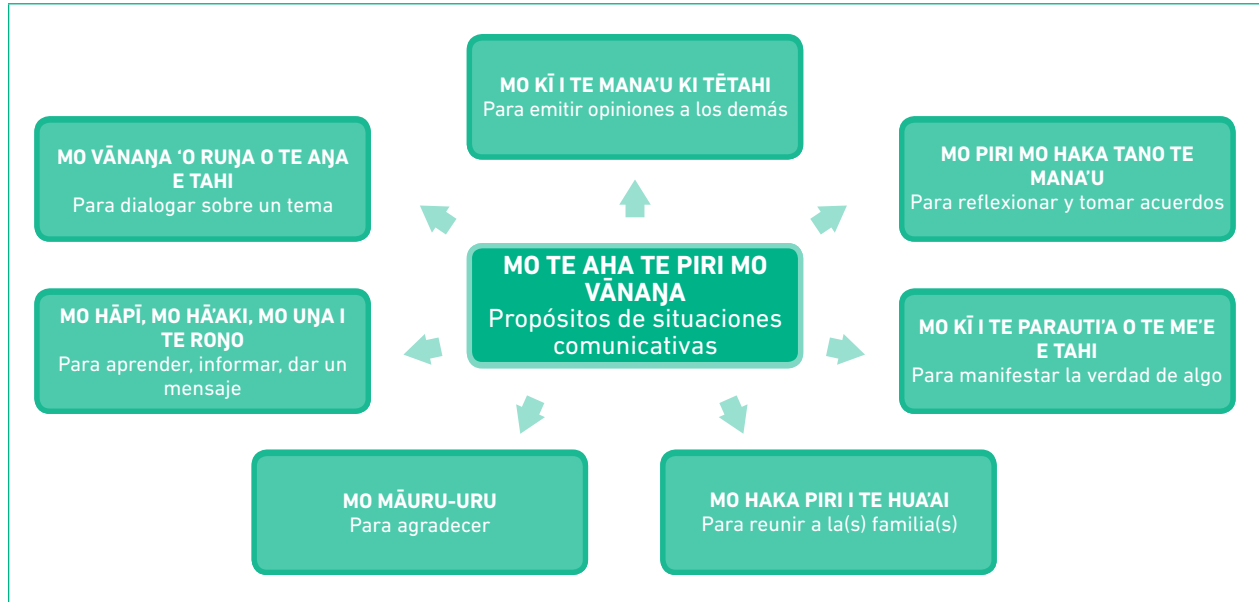 MO KĪ I TE MANA'U KI TĒTAHI
Para emitir opiniones a los demás
MO VĀNAŊA 'O RUŊA O TE AŊA
E TAHI
Para dialogar sobre un tema
MO PIRI MO HAKA TANO TE
MANA'U
Para reflexionar y tomar acuerdos
MO TE AHA TE PIRI MO
VĀNAŊA
Propósitos de situaciones
comunicativas
MO HĀPĪ, MO HĀ'AKI, MO UŊA I
TE ROŊO
Para aprender, informar, dar un
mensaje
MO KĪ I TE PARAUTI'A O TE ME'E
E TAHI
Para manifestar la verdad de algo
MO MĀURU-URU
Para agradecer
MO HAKA PIRI I TE HUA'AI
Para reunir a la(s) familia(s)